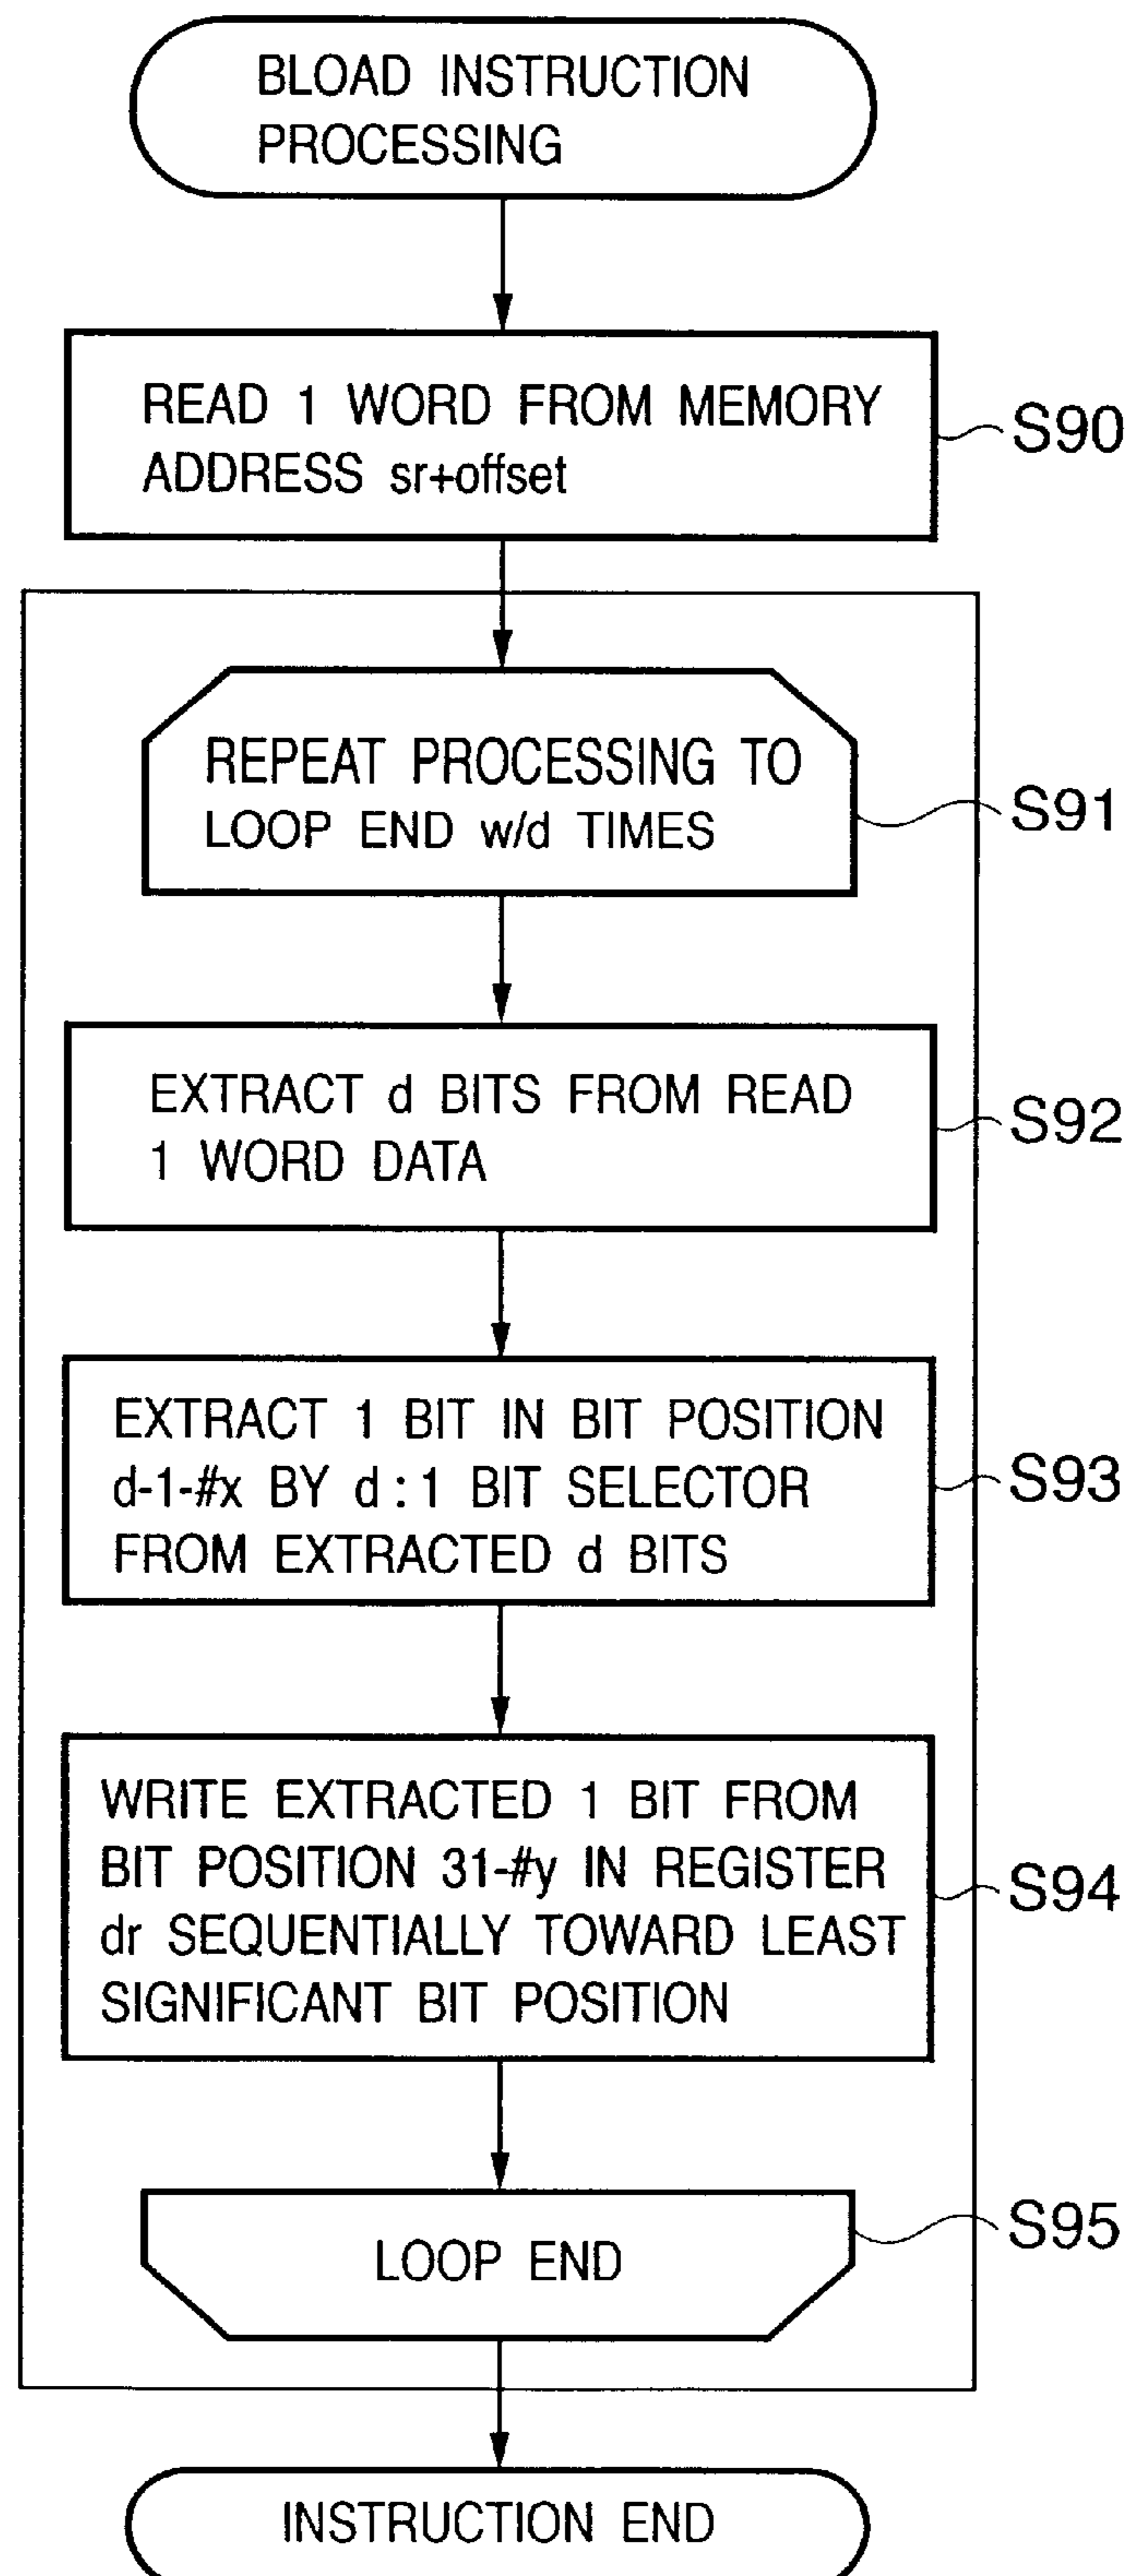 BLOAD INSTRUCTION
PROCESSING
READ 1 WORD FROM MEMORY
ADDRESS sr+offset
S90
REPEAT PROCESSING TO
LOOP END w/d TIMES
S91
EXTRACT d BITS FROM READ
1 WORD DATA
S92
EXTRACT 1 BIT IN BIT POSITION
d-1-#x BY d:1 BIT SELECTOR
FROM EXTRACTED d BITS
S93
WRITE EXTRACTED 1 BIT FROM
BIT POSITION 31-#y IN REGISTER
dr SEQUENTIALLY TOWARD LEAST
SIGNIFICANT BIT POSITION
S94
LOOP END
S95
INSTRUCTION END